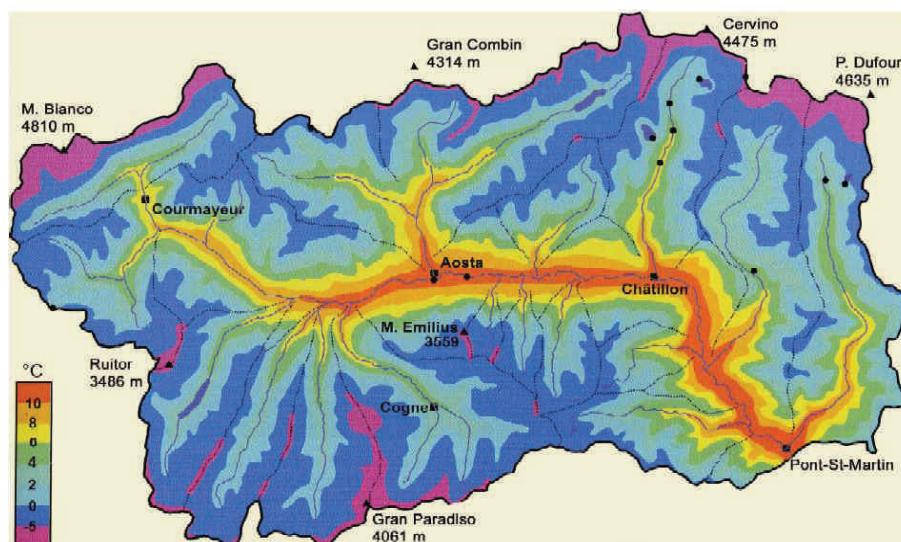 Cervino
4475 m
Gran Combin
4314 m
P. Dufour
4635 m
M. Bianco
4810 m
Courmayeur
Aosta
Châtillon
M. Emilius
3559
Ruitor
3486 m
°C
10
8
6
4
2
0
-5
Cogne
Pont-St-Martin
Gran Paradiso
4061 m